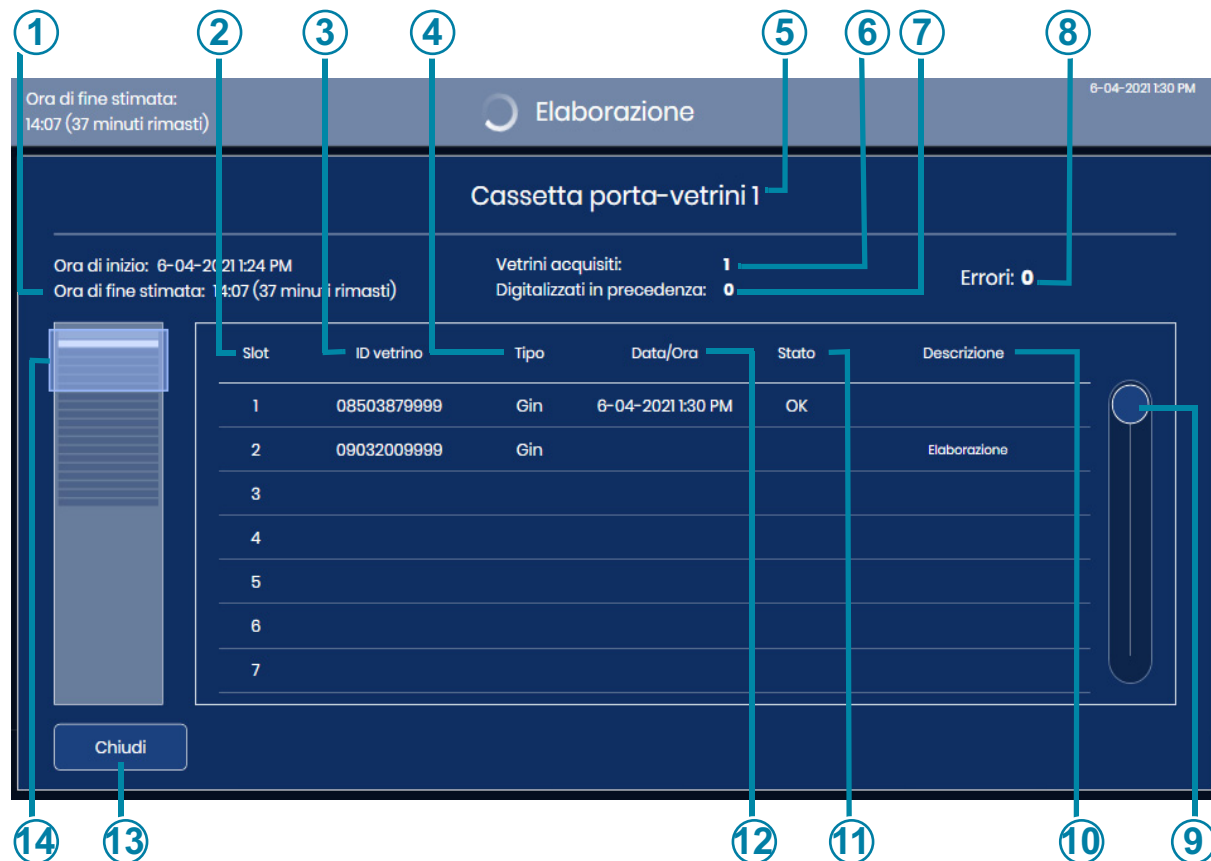 1 2 3 4 5 6 7 8
Ora di fine stimata:
14:07 (37 minuti rimasti)
Elaborazione
6-04-2021 1:30 PM
Cassetta porta-vetrini 1
Ora di inizio: 6-04-2021 1:24 PM
Ora di fine stimata: 14:07 (37 minuti rimasti)
Vetrini acquisiti: 1
Digitalizzati in precedenza: 0
Errori: 0
Slot ID vetrino Tipo Data/Ora Stato Descrizione
1 08503879999 Gin 6-04-2021 1:30 PM OK
2 09032009999 Gin Elaborazione
3
4
5
6
7
Chiudi
14 13 12 11 10 9